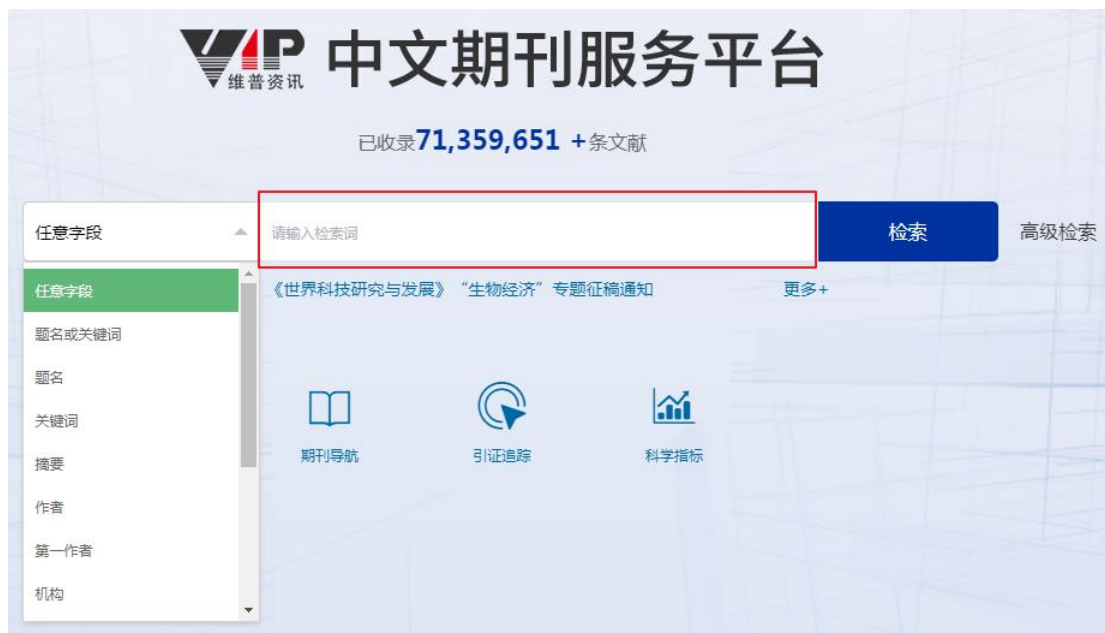 VIP 中文期刊服务平台
维普资讯
已收录71,359,651 +条文献
任意字段 请输入检索词 检索 高级检索
任意字段
《世界科技研究与发展》 “生物经济”专题征稿通知 更多+
题名或关键词
题名
关键词
摘要
作者
第一作者
机构
期刊导航 引证追踪 科学指标